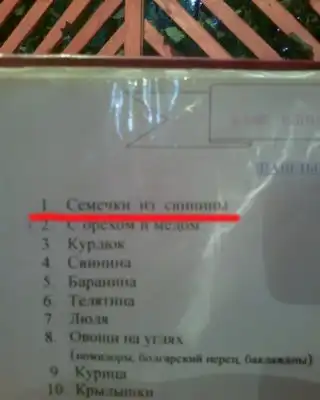 1 Семечки из свинины
2 С орехом и медом
3 Курдюк
4 Свинина
5 Баранина
6 Телятина
7 Люля
8. Овощи на углях
(помидоры, болгарский перец, баклажаны)
9 Курица
10 Крылышки